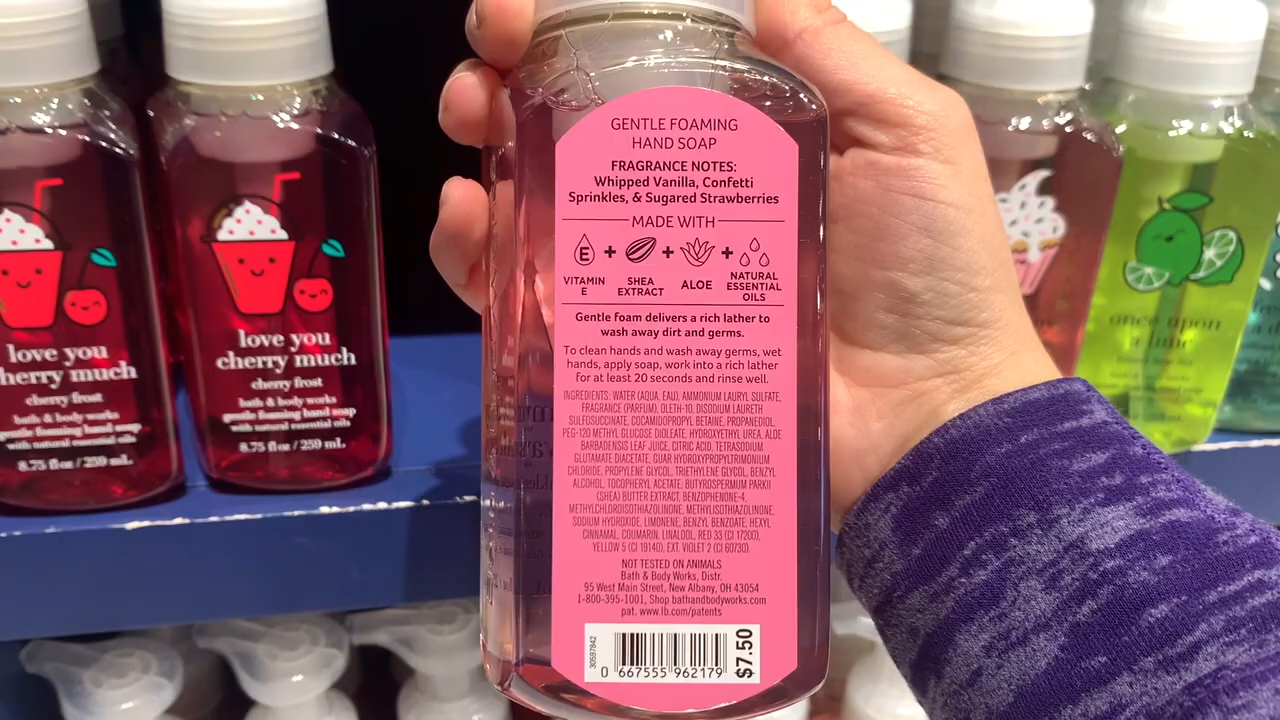 GENTLE FOAMING
HAND SOAP
FRAGRANCE NOTES:
Whipped Vanilla, Confetti
Sprinkles, & Sugared Strawberries
MADE WITH
E + + +
VITAMIN
E
SHEA
EXTRACT
ALOE
NATURAL
ESSENTIAL
OILS
Gentle foam delivers a rich lather to
wash away dirt and germs.
To clean hands and wash away germs, wet
hands, apply soap, work into a rich lather
for at least 20 seconds and rinse well.
INGREDIENTS: WATER (AQUA, EAU), AMMONIUM LAURYL SULFATE,
FRAGRANCE (PARFUM), OLETH-10, DISODIUM LAURETH
SULFOSUCCINATE, COCAMIDOPROPYL BETAINE, PROPANEDIOL,
PEG-120 METHYL GLUCOSE DIOLEATE, HYDROXYETHYL UREA, ALOE
BARBADENSIS LEAF JUICE, CITRIC ACID, TETRASODIUM
GLUTAMATE DIACETATE, GUAR HYDROXYPROPYLTRIMONIUM
CHLORIDE, PROPYLENE GLYCOL, TRIETHYLENE GLYCOL, BENZYL
ALCOHOL, TOCOPHERYL ACETATE, BUTYROSPERMUM PARKII
(SHEA) BUTTER EXTRACT, BENZOPHENONE-4,
METHYLCHLOROISOTHIAZOLINONE, METHYLISOTHIAZOLINONE,
SODIUM HYDROXIDE, LIMONENE, BENZYL BENZOATE, HEXYL
CINNAMAL, COUMARIN, LINALOOL, RED 33 (CI 17200),
YELLOW 5 (CI 19140), EXT. VIOLET 2 (CI 60730).
NOT TESTED ON ANIMALS
Bath & Body Works, Distr.
95 West Main Street, New Albany, OH 43054
1-800-395-1001, Shop bathandbodyworks.com
pat. www.lb.com/patents
30597842
0 667555 962179
$7.50
love you
cherry much
cherry frost
bath & body works
gentle foaming hand soap
with natural essential oils
8.75 fl oz / 259 mL
love you
cherry much
cherry frost
bath & body works
gentle foaming hand soap
with natural essential oils
8.75 fl oz / 259 mL
once upon
a lime